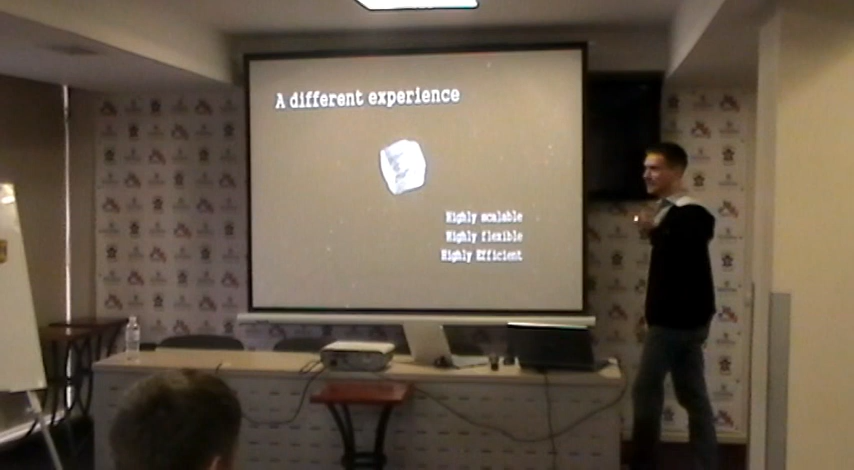 A different experience
Highly scalable
Highly flexible
Highly Efficient